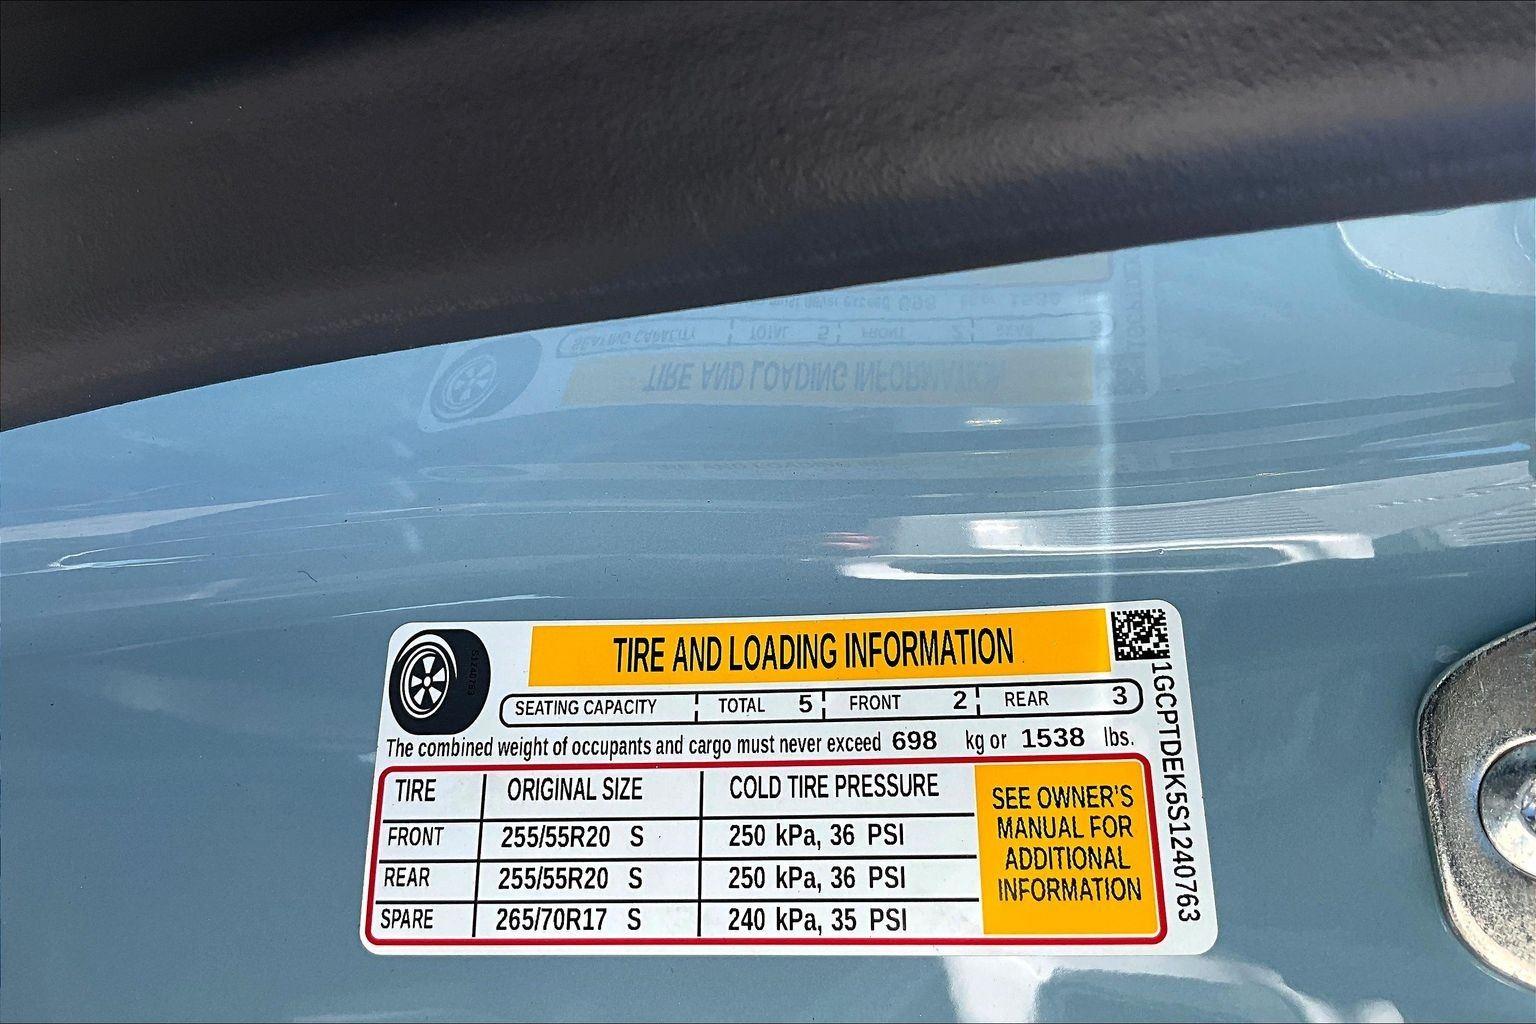 TIRE AND LOADING INFORMATION
SEATING CAPACITY TOTAL 5 FRONT 2 REAR 3
The combined weight of occupants and cargo must never exceed 698 kg or 1538 lbs.
TIRE ORIGINAL SIZE COLD TIRE PRESSURE
FRONT 255/55R20 S 250 kPa, 36 PSI
REAR 255/55R20 S 250 kPa, 36 PSI
SPARE 265/70R17 S 240 kPa, 35 PSI
SEE OWNER'S
MANUAL FOR
ADDITIONAL
INFORMATION
1GCPTDEK5S1240763
S1240763